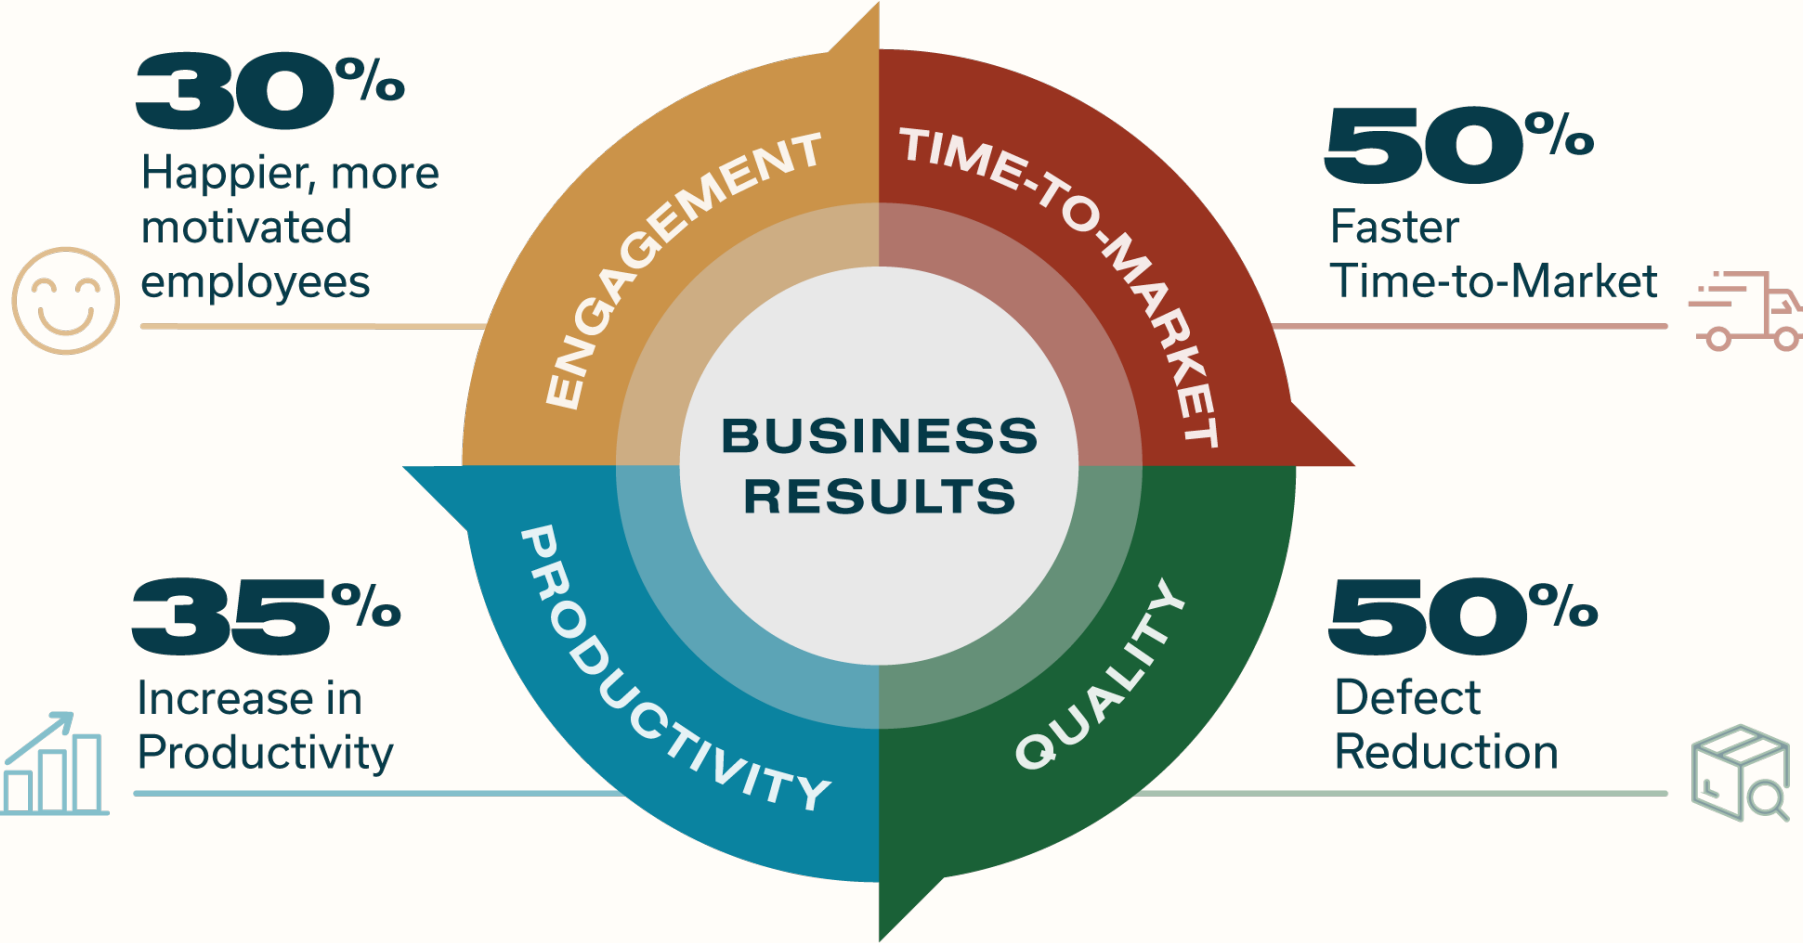 30%
Happier, more
motivated
employees
ENGAGEMENT
TIME-TO-MARKET
50%
Faster
Time-to-Market
BUSINESS
RESULTS
35%
Increase in
Productivity
PRODUCTIVITY
QUALITY
50%
Defect
Reduction